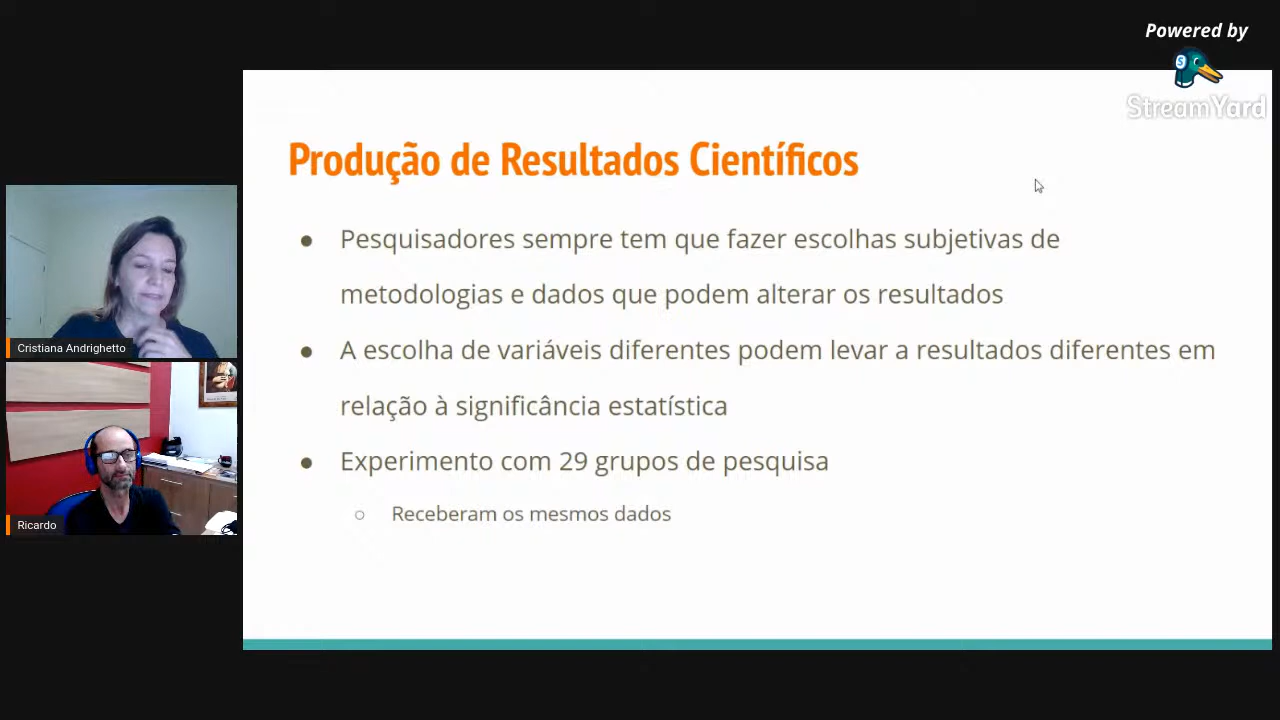 Powered by
StreamYard
Produção de Resultados Científicos
● Pesquisadores sempre tem que fazer escolhas subjetivas de
metodologias e dados que podem alterar os resultados
● A escolha de variáveis diferentes podem levar a resultados diferentes em
relação à significância estatística
● Experimento com 29 grupos de pesquisa
○ Receberam os mesmos dados
Cristiana Andrighetto
Ricardo